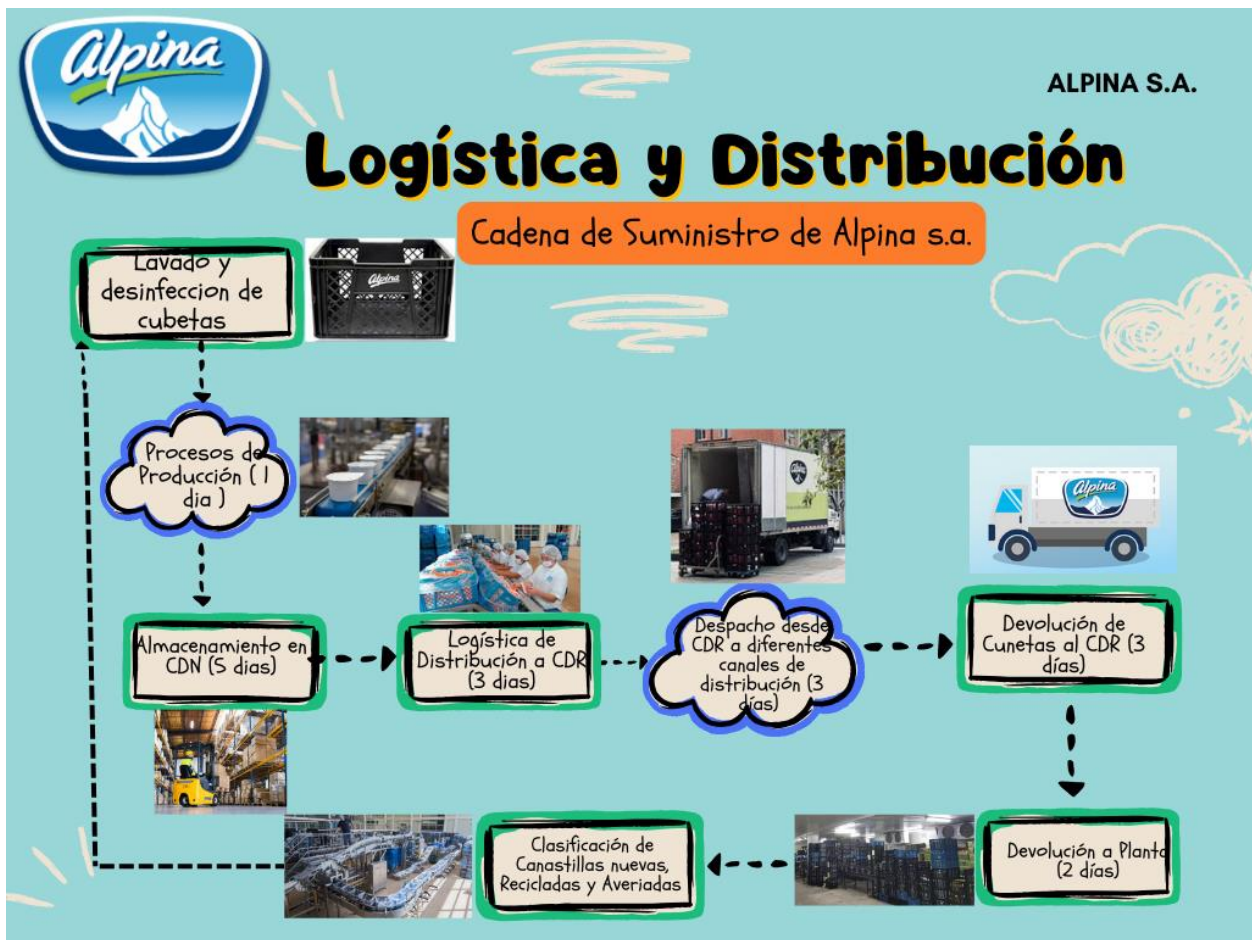 alpina
ALPINA S.A.
Logística y Distribución
Cadena de Suministro de Alpina s.a.
Lavado y
desinfeccion de
cubetas
alpina
Procesos de
Producción ( 1
dia )
alpina
Almacenamiento en
CDN (5 dias)
Logística de
Distribución a CDR
(3 dias)
Despacho desde
CDR a diferentes
canales de
distribución (3
días)
Devolución de
Cunetas al CDR (3
días)
Clasificación de
Canastillas nuevas,
Recicladas y Averiadas
Devolución a Planta
(2 días)